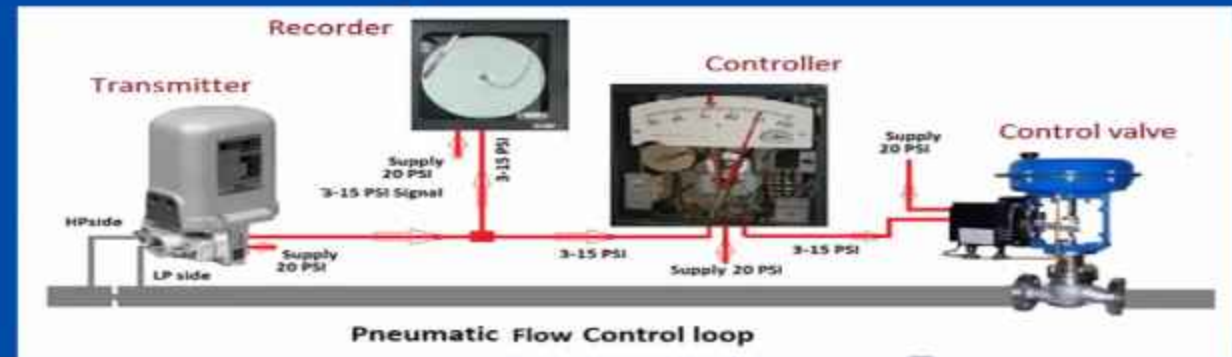 Recorder
Transmitter
Controller
Control valve
Supply
20 PSI
3-15 PSI
Supply
20 PSI
'3-15 PSI Signal
HPside
LP side
Supply
20 PSI
3-15 PSI
Supply 20 PSI
3-15 PSI
Pneumatic Flow Control loop